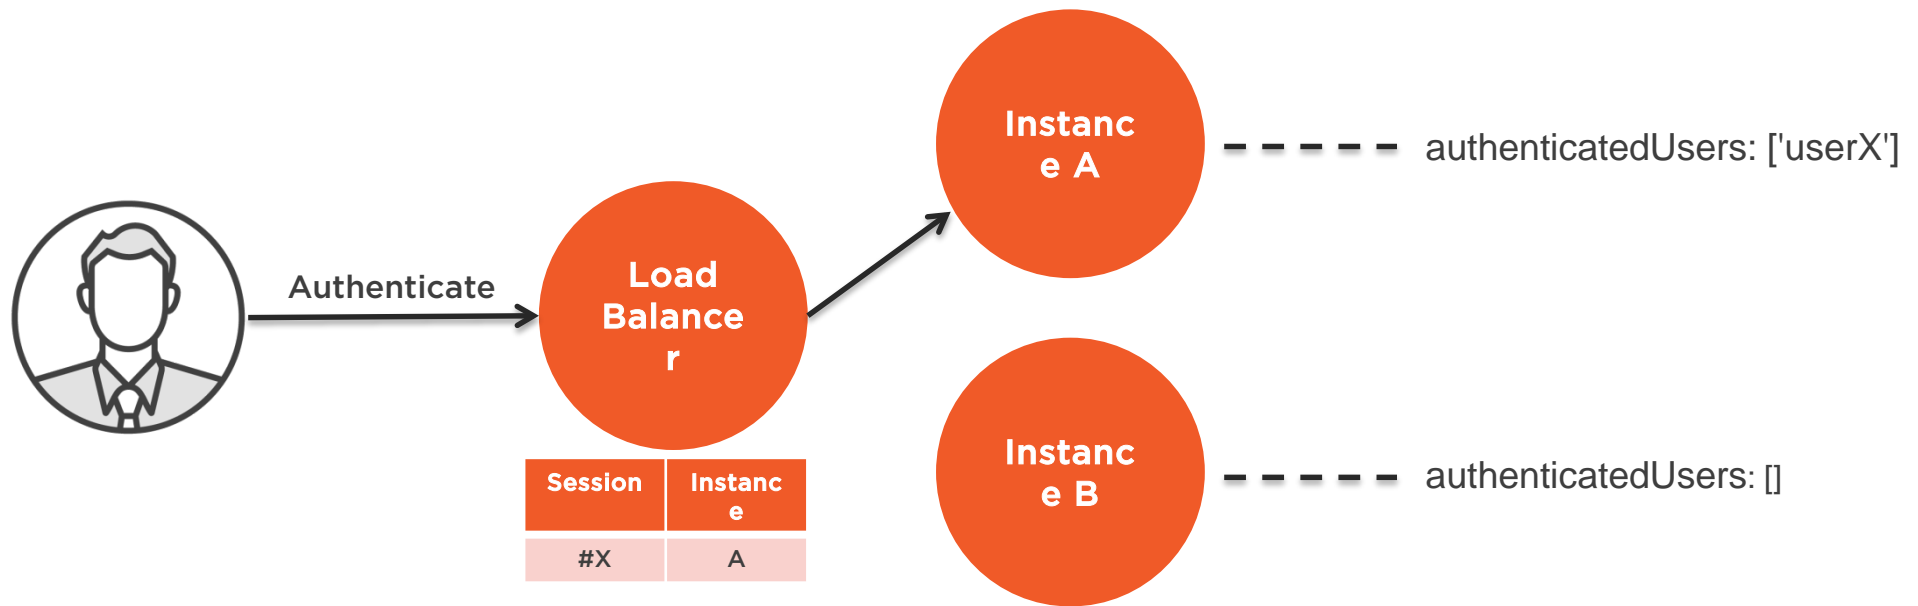 Authenticate
Load
Balance
r
Session
Instanc
e
#X
A
Instanc
e A
authenticatedUsers: ['userX']
Instanc
e B
authenticatedUsers: []